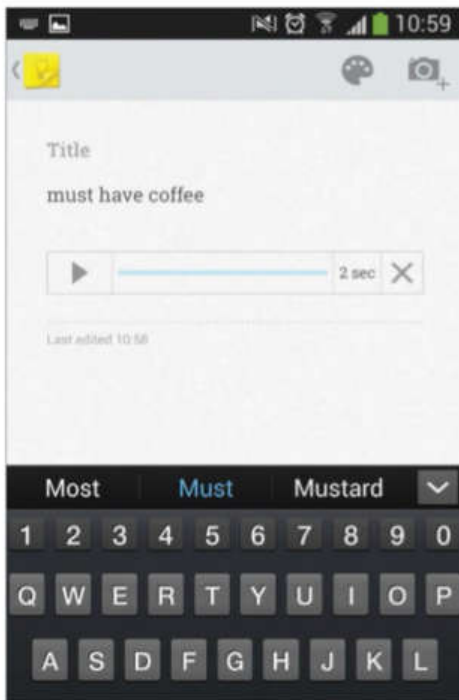 10:59
Title
must have coffee
2 sec
Last edited 10:58
Most Must Mustard
1 2 3 4 5 6 7 8 9 0
Q W E R T Y U I O P
A S D F G H J K L